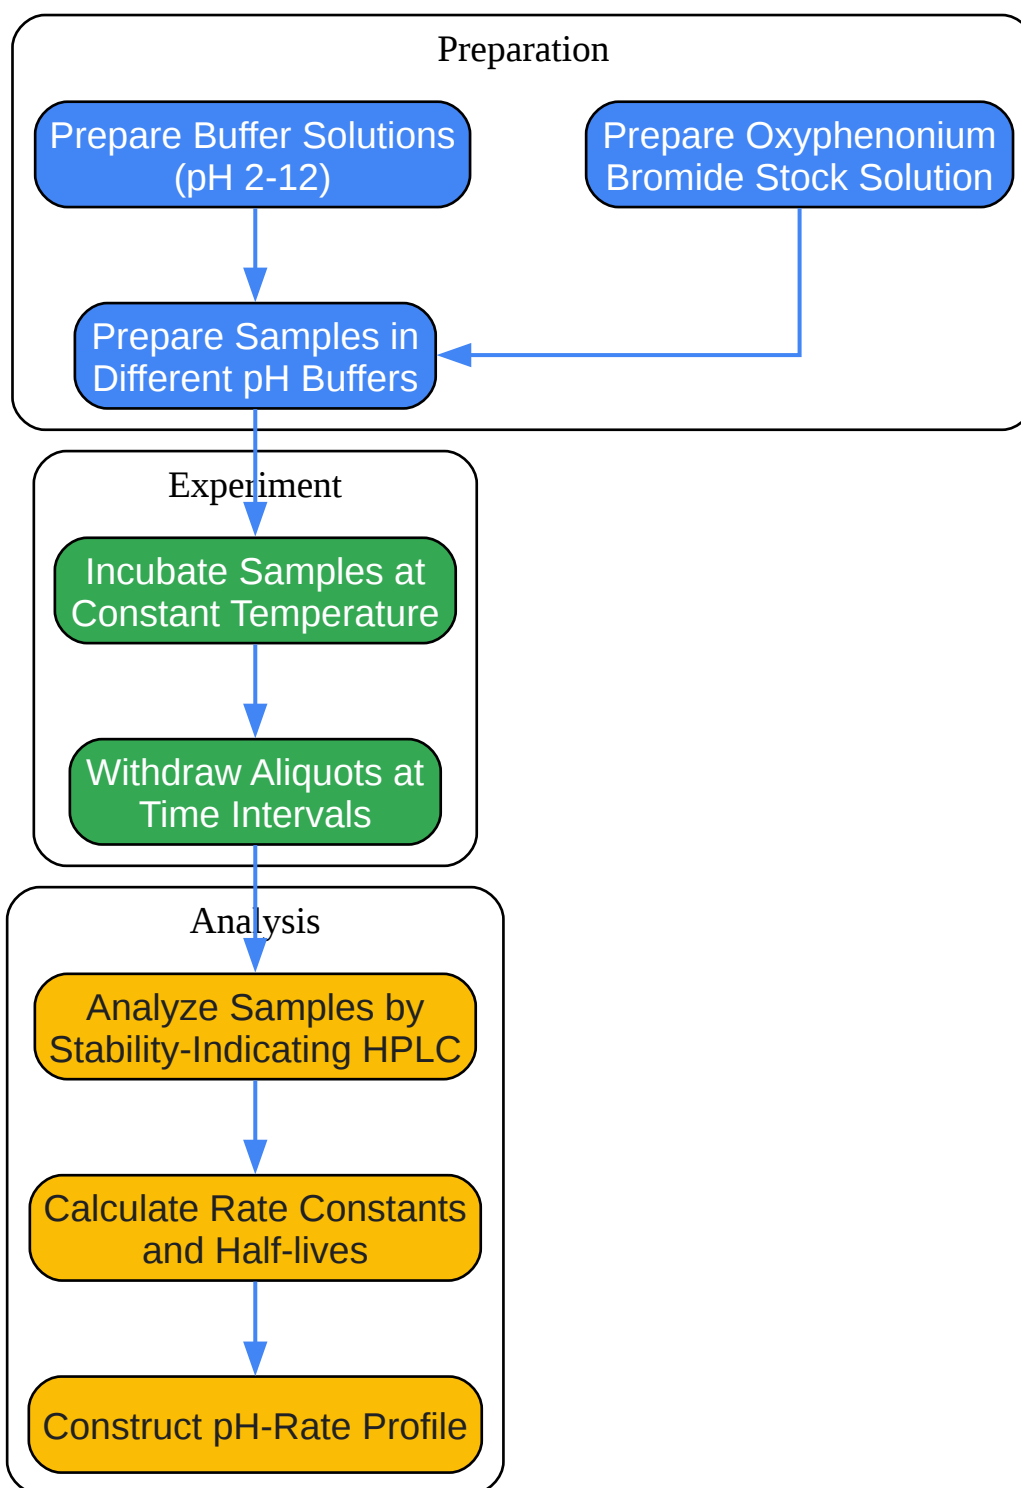 Preparation
Prepare Buffer Solutions
(pH 2-12)
Prepare Oxyphenonium
Bromide Stock Solution
Prepare Samples in
Different pH Buffers
Experiment
Incubate Samples at
Constant Temperature
Withdraw Aliquots at
Time Intervals
Analysis
Analyze Samples by
Stability-Indicating HPLC
Calculate Rate Constants
and Half-lives
Construct pH-Rate Profile